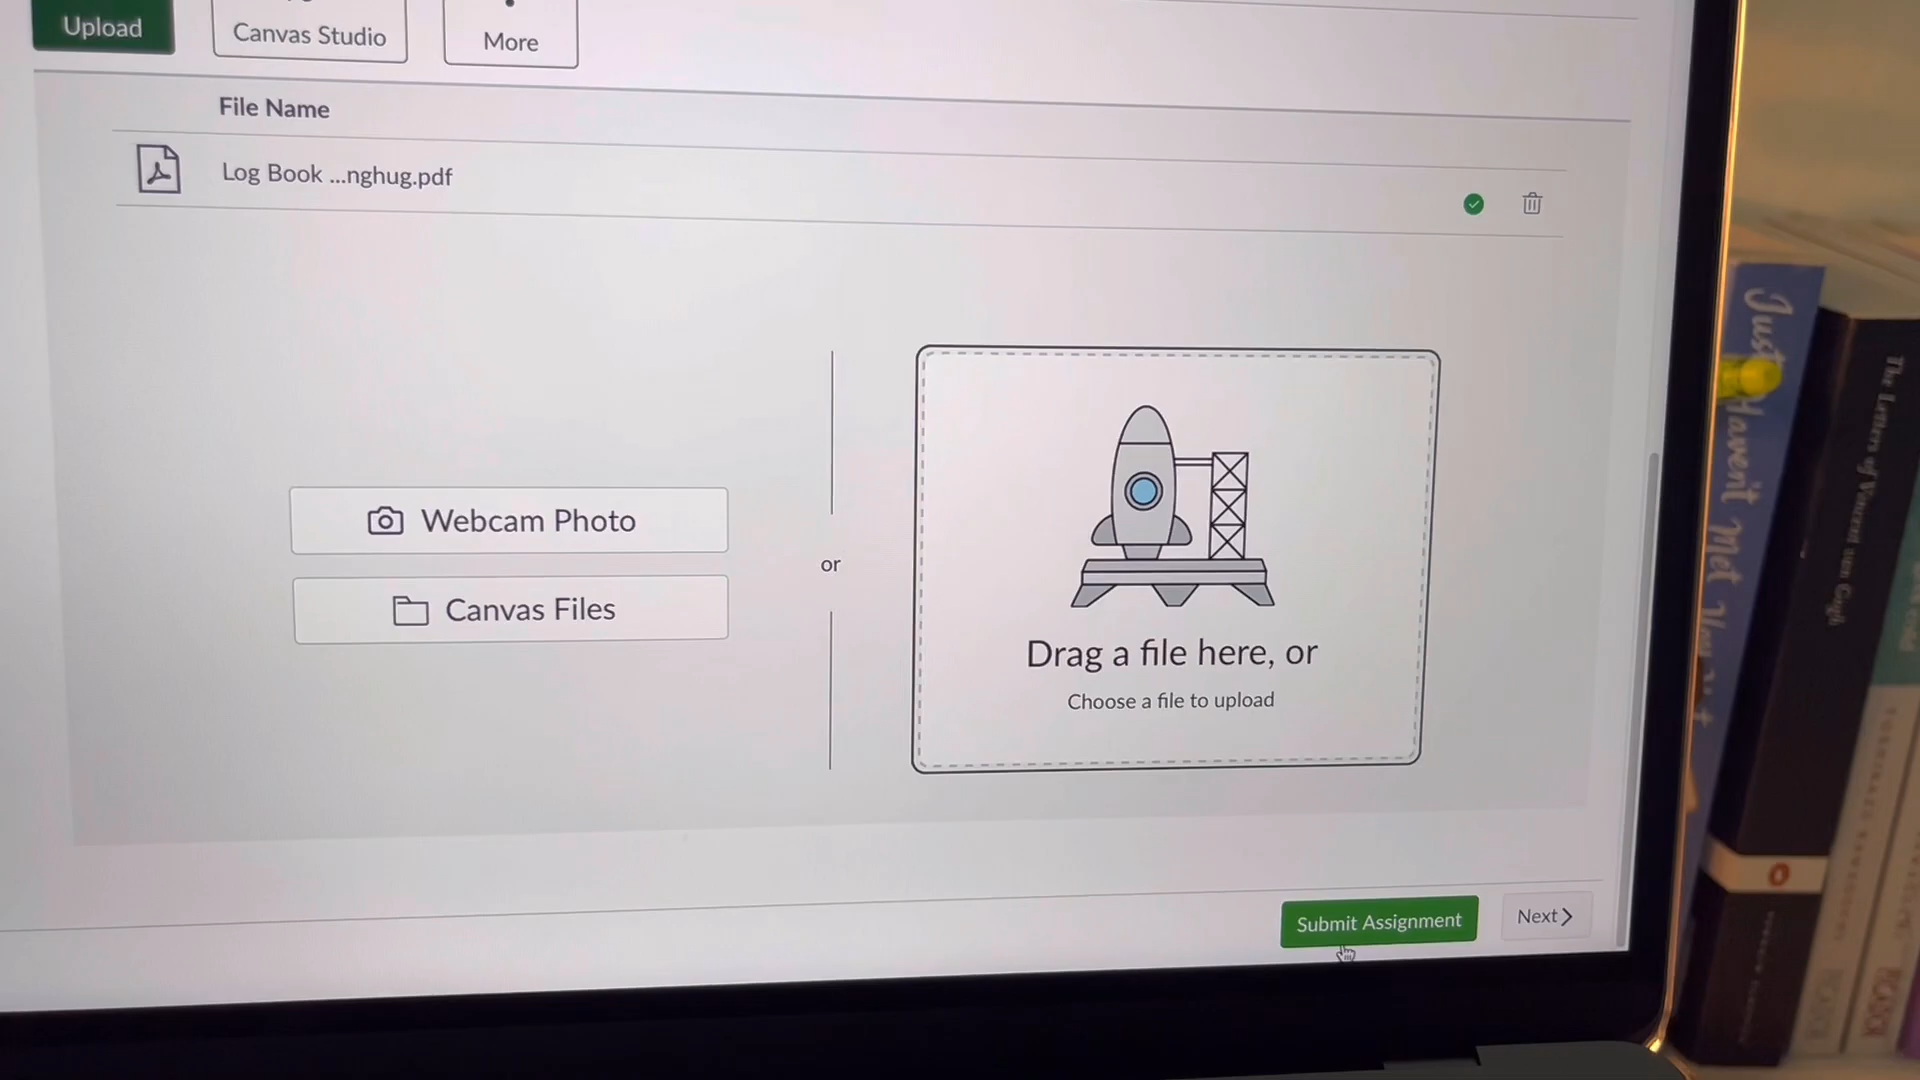 Upload
Canvas Studio
More
File Name
Log Book ...nghug.pdf
Webcam Photo
Canvas Files
or
Drag a file here, or
Choose a file to upload
Submit Assignment
Next
Just Haven't Met You Yet
The Letters of Vincent van Gogh